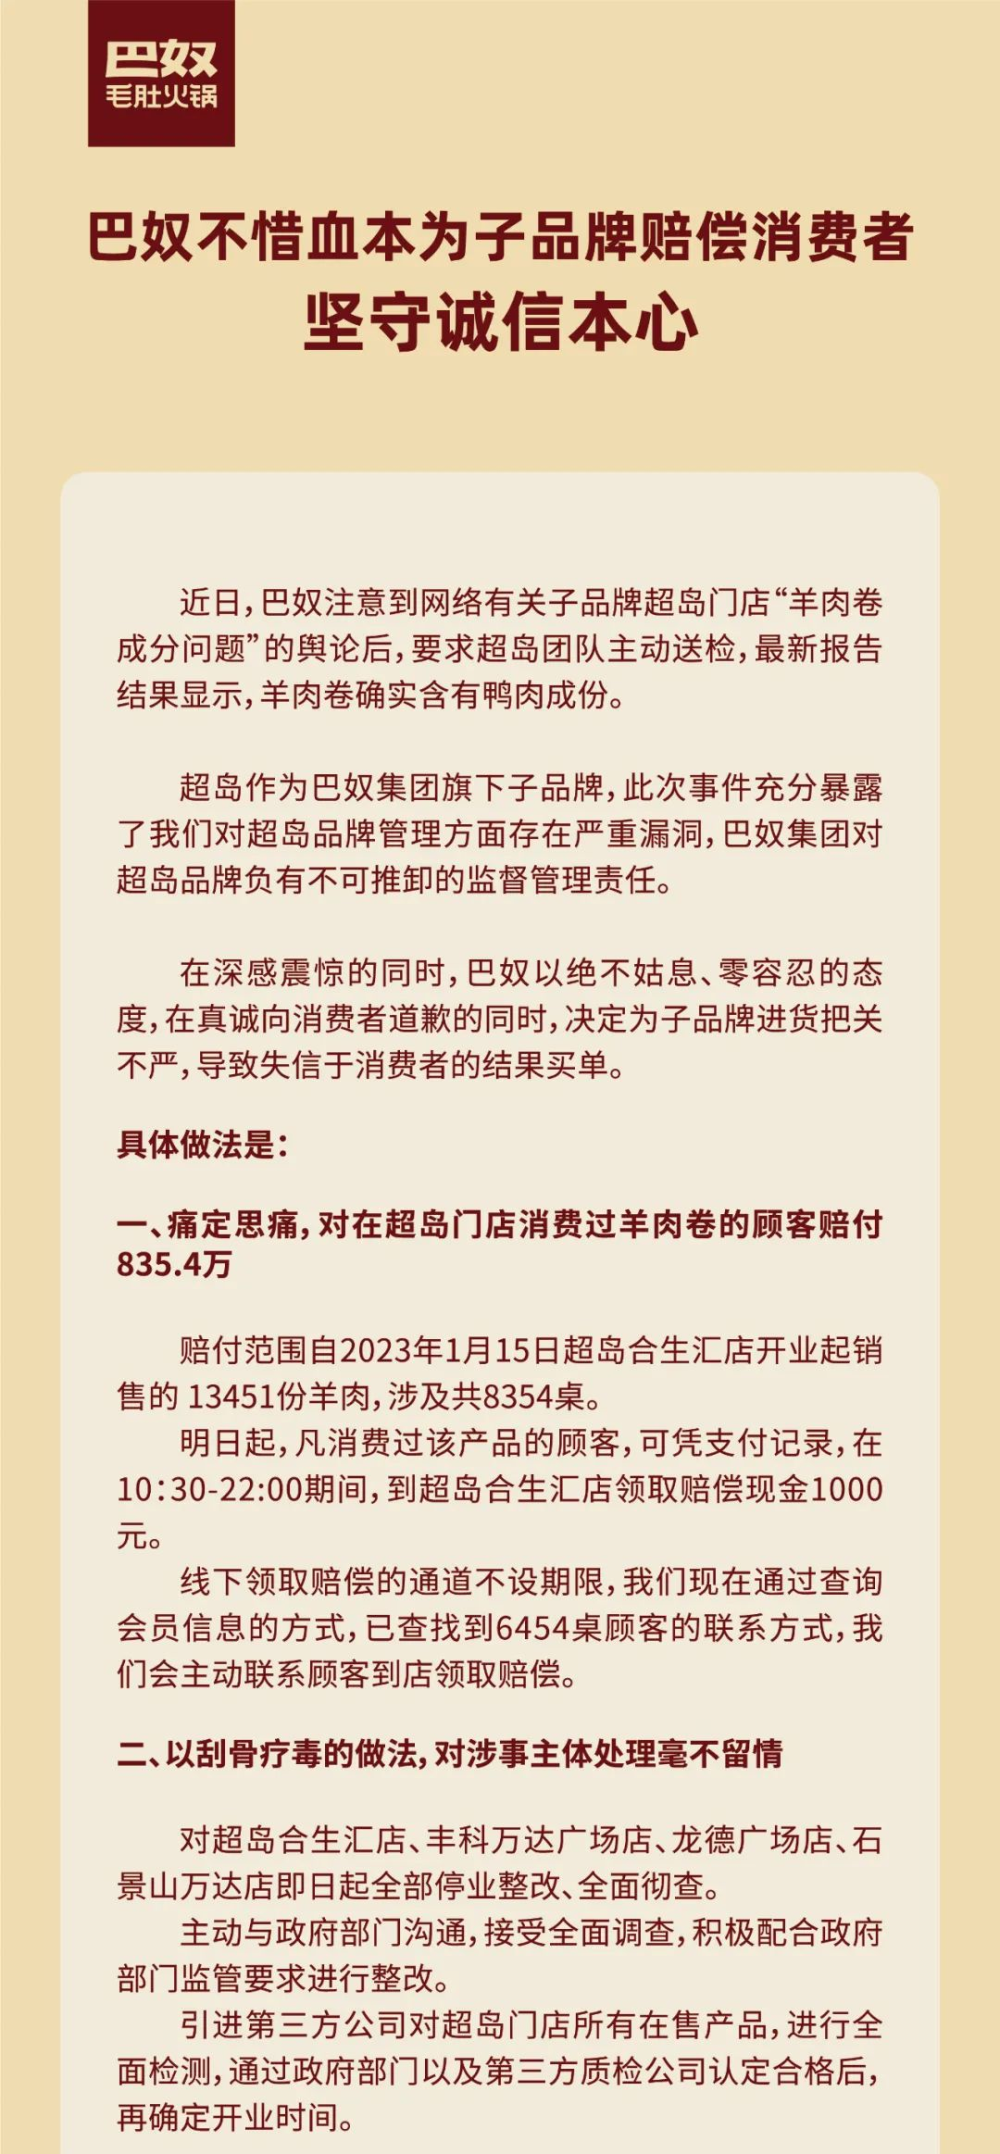 巴奴
毛肚火锅
巴奴不惜血本为子品牌赔偿消费者
坚守诚信本心
近日，巴奴注意到网络有关子品牌超岛门店“羊肉卷
成分问题”的舆论后，要求超岛团队主动送检，最新报告
结果显示，羊肉卷确实含有鸭肉成份。
超岛作为巴奴集团旗下子品牌，此次事件充分暴露
了我们对超岛品牌管理方面存在严重漏洞，巴奴集团对
超岛品牌负有不可推卸的监督管理责任。
在深感震惊的同时，巴奴以绝不姑息、零容忍的态
度，在真诚向消费者道歉的同时，决定为子品牌进货把关
不严，导致失信于消费者的结果买单。
具体做法是：
一、痛定思痛，对在超岛门店消费过羊肉卷的顾客赔付
835.4万
赔付范围自2023年1月15日超岛合生汇店开业起销
售的 13451份羊肉，涉及共8354桌。
明日起，凡消费过该产品的顾客，可凭支付记录，在
10：30-22:00期间，到超岛合生汇店领取赔偿现金1000
元。
线下领取赔偿的通道不设期限，我们现在通过查询
会员信息的方式，已查找到6454桌顾客的联系方式，我
们会主动联系顾客到店领取赔偿。
二、以刮骨疗毒的做法，对涉事主体处理毫不留情
对超岛合生汇店、丰科万达广场店、龙德广场店、石
景山万达店即日起全部停业整改、全面彻查。
主动与政府部门沟通，接受全面调查，积极配合政府
部门监管要求进行整改。
引进第三方公司对超岛门店所有在售产品，进行全
面检测，通过政府部门以及第三方质检公司认定合格后，
再确定开业时间。